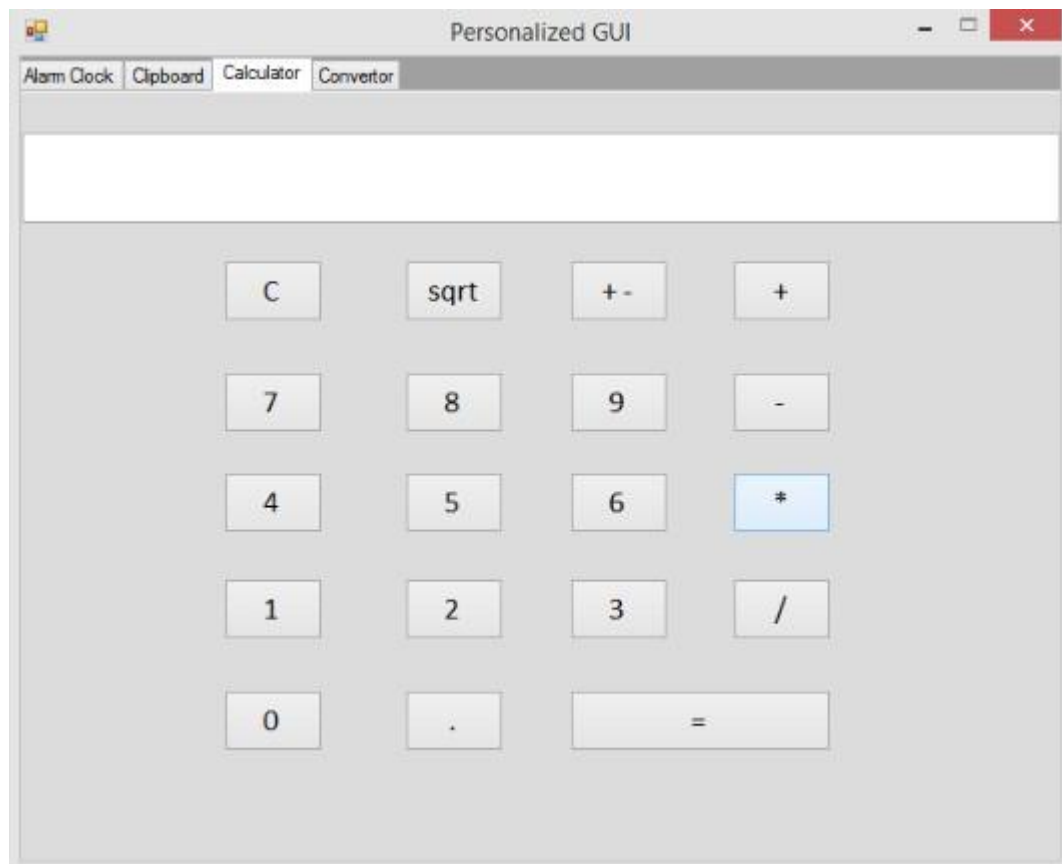 Personalized GUI
Alarm Clock Clipboard Calculator Convertor
C sqrt + - +
7 8 9 -
4 5 6 *
1 2 3 /
0 . =